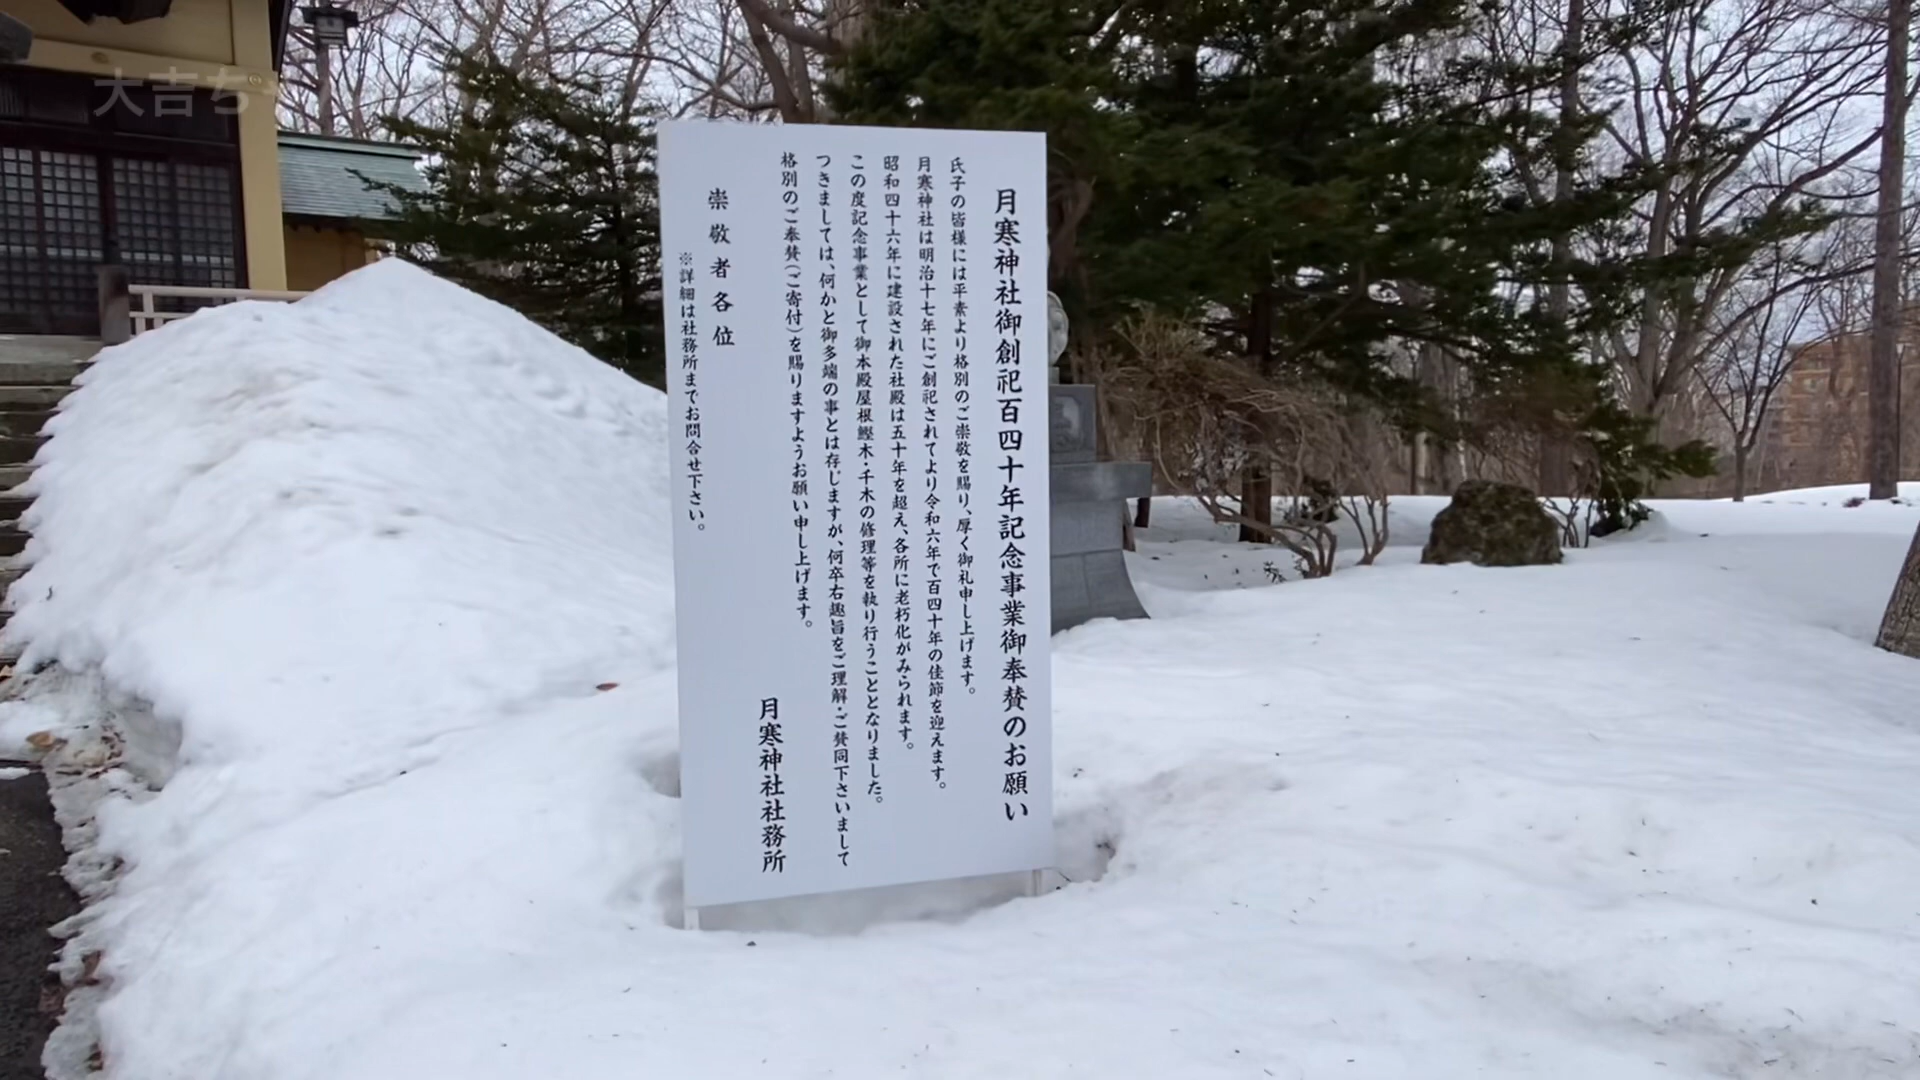 大吉ち
月寒神社御創祀百四十年記念事業御奉賛のお願い
氏子の皆様には平素より格別のご崇敬を賜り、厚く御礼申し上げます。
月寒神社は明治十七年にご創祀されてより令和六年で百四十年の佳節を迎えます。
昭和四十六年に建設された社殿は五十年を超え、各所に老朽化がみられます。
この度記念事業として御本殿屋根鰹木・千木の修理等を執り行うこととなりました。
つきましては、何かと御多端の事とは存じますが、何卒右趣旨をご理解・ご賛同下さいまして
格別のご奉賛(ご寄付)を賜りますようお願い申し上げます。
月寒神社社務所
崇敬者各位
※詳細は社務所までお問合せ下さい。